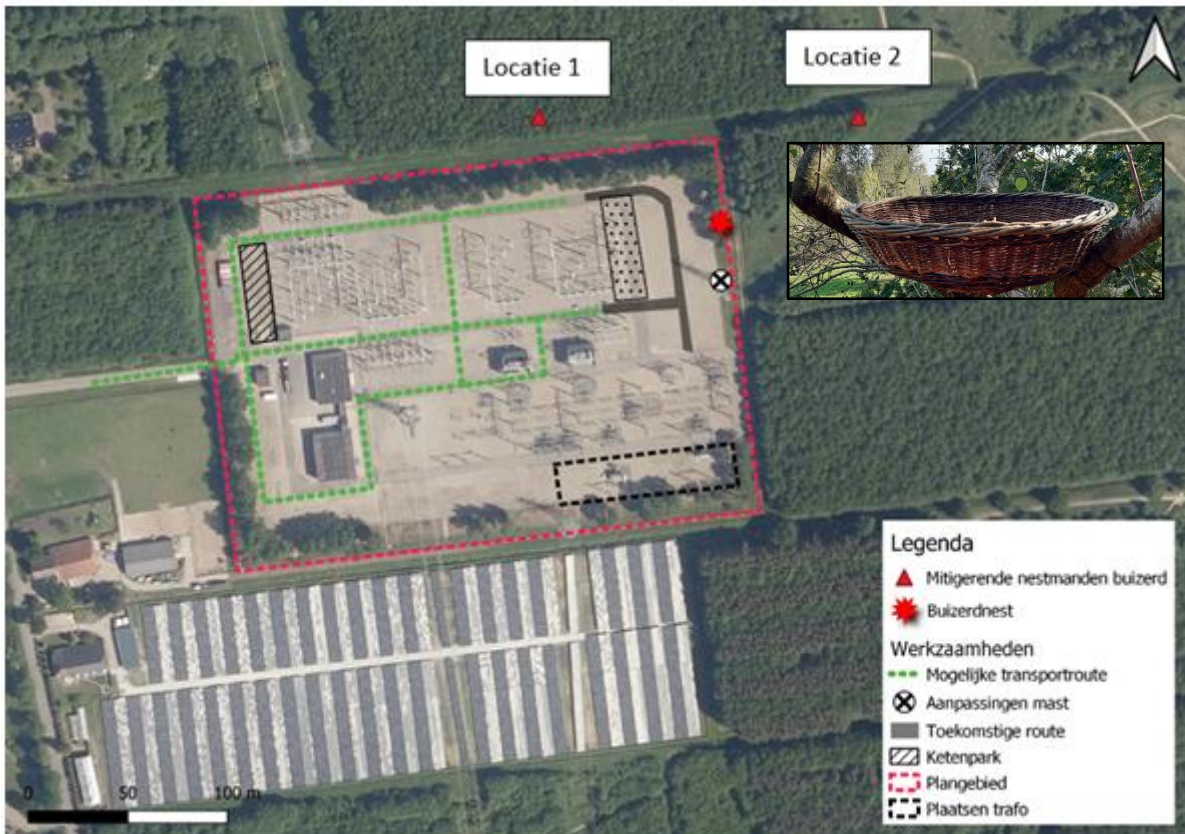 Locatie 1
Locatie 2
Legenda
Mitigerende nestmanden buizerd
Buizerdnest
Werkzaamheden
Mogelijke transportroute
Aanpassingen mast
Toekomstige route
Ketenpark
Plangebied
Plaatsen trafo
0 50 100 m